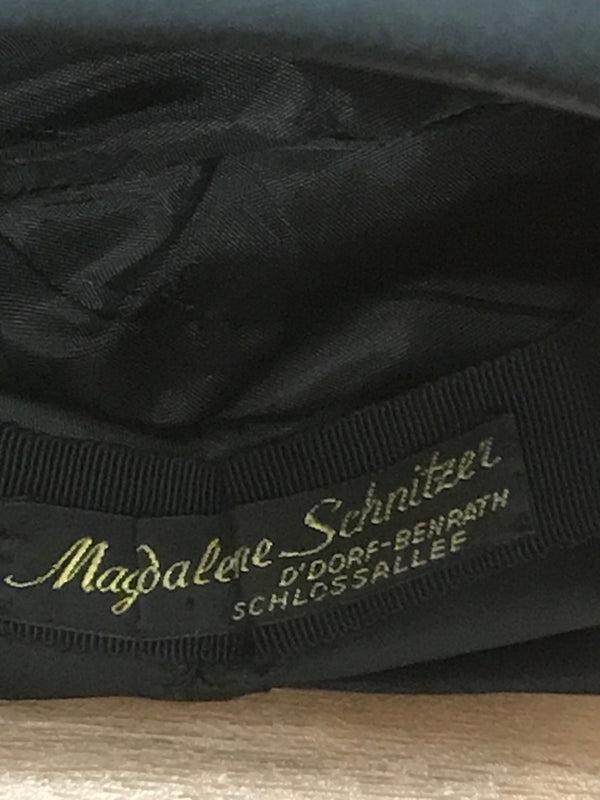 Magdalene Schnitzer
D'DORF-BENRATH
SCHLOSSALLEE